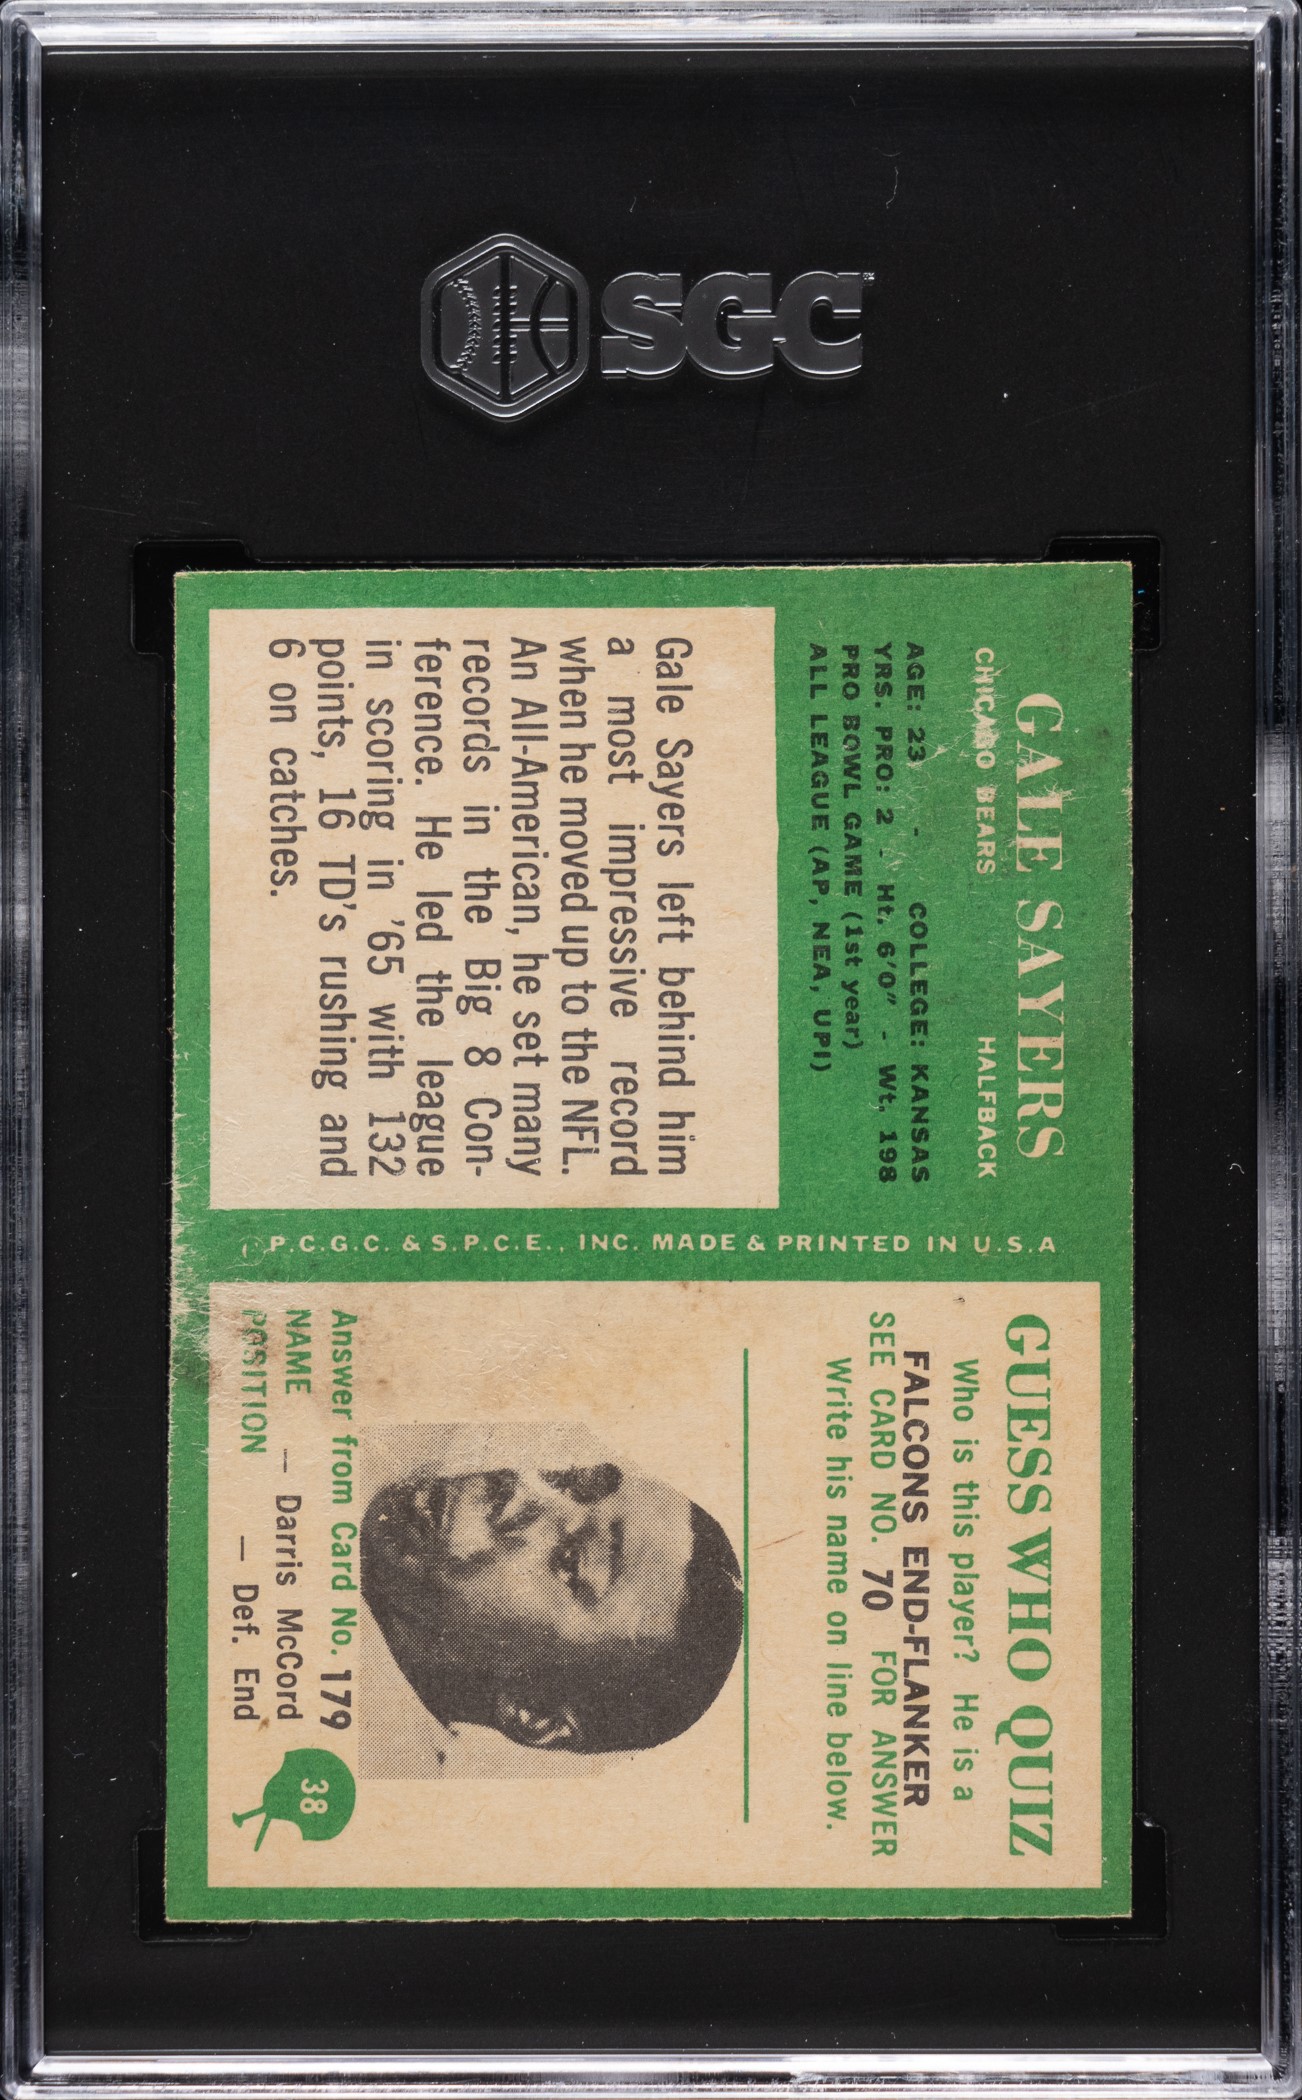 SGC
GALE SAYERS
CHICAGO BEARS HALFBACK
AGE: 23 - COLLEGE: KANSAS
YRS. PRO: 2 - Ht. 6'0" - Wt. 198
PRO BOWL GAME (1st year)
ALL LEAGUE (AP, NEA, UPI)
Gale Sayers left behind him
a most impressive record
when he moved up to the NFL.
An All-American, he set many
records in the Big 8 Con-
ference. He led the league
in scoring in '65 with 132
points, 16 TD's rushing and
6 on catches.
P.C.G.C. & S.P.C.E., INC. MADE & PRINTED IN U.S.A
GUESS WHO QUIZ
Who is this player? He is a
FALCONS END-FLANKER
SEE CARD NO. 70 FOR ANSWER
Write his name on line below.
Answer from Card No. 179
NAME — Darris McCord
POSITION — Def. End
38